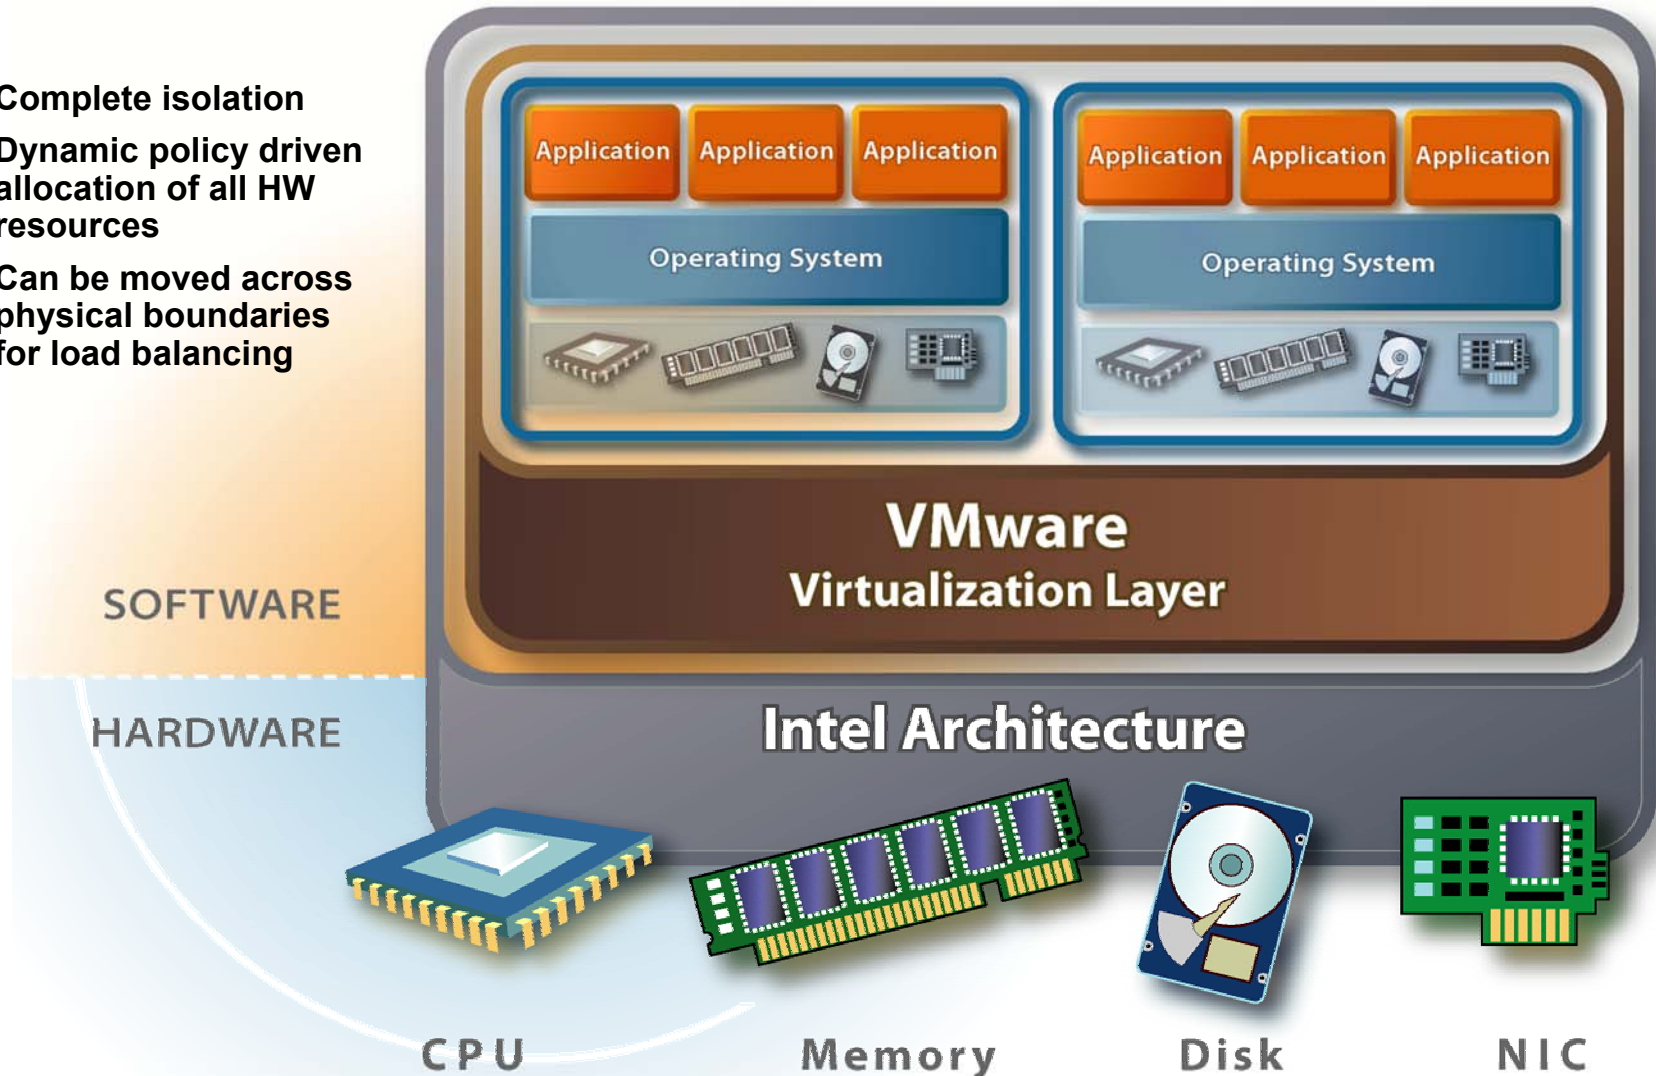 Complete isolation
Dynamic policy driven
allocation of all HW
resources
Can be moved across
physical boundaries
for load balancing
Application Application Application
Operating System
Application Application Application
Operating System
VMware
Virtualization Layer
SOFTWARE
HARDWARE
Intel Architecture
CPU Memory Disk NIC